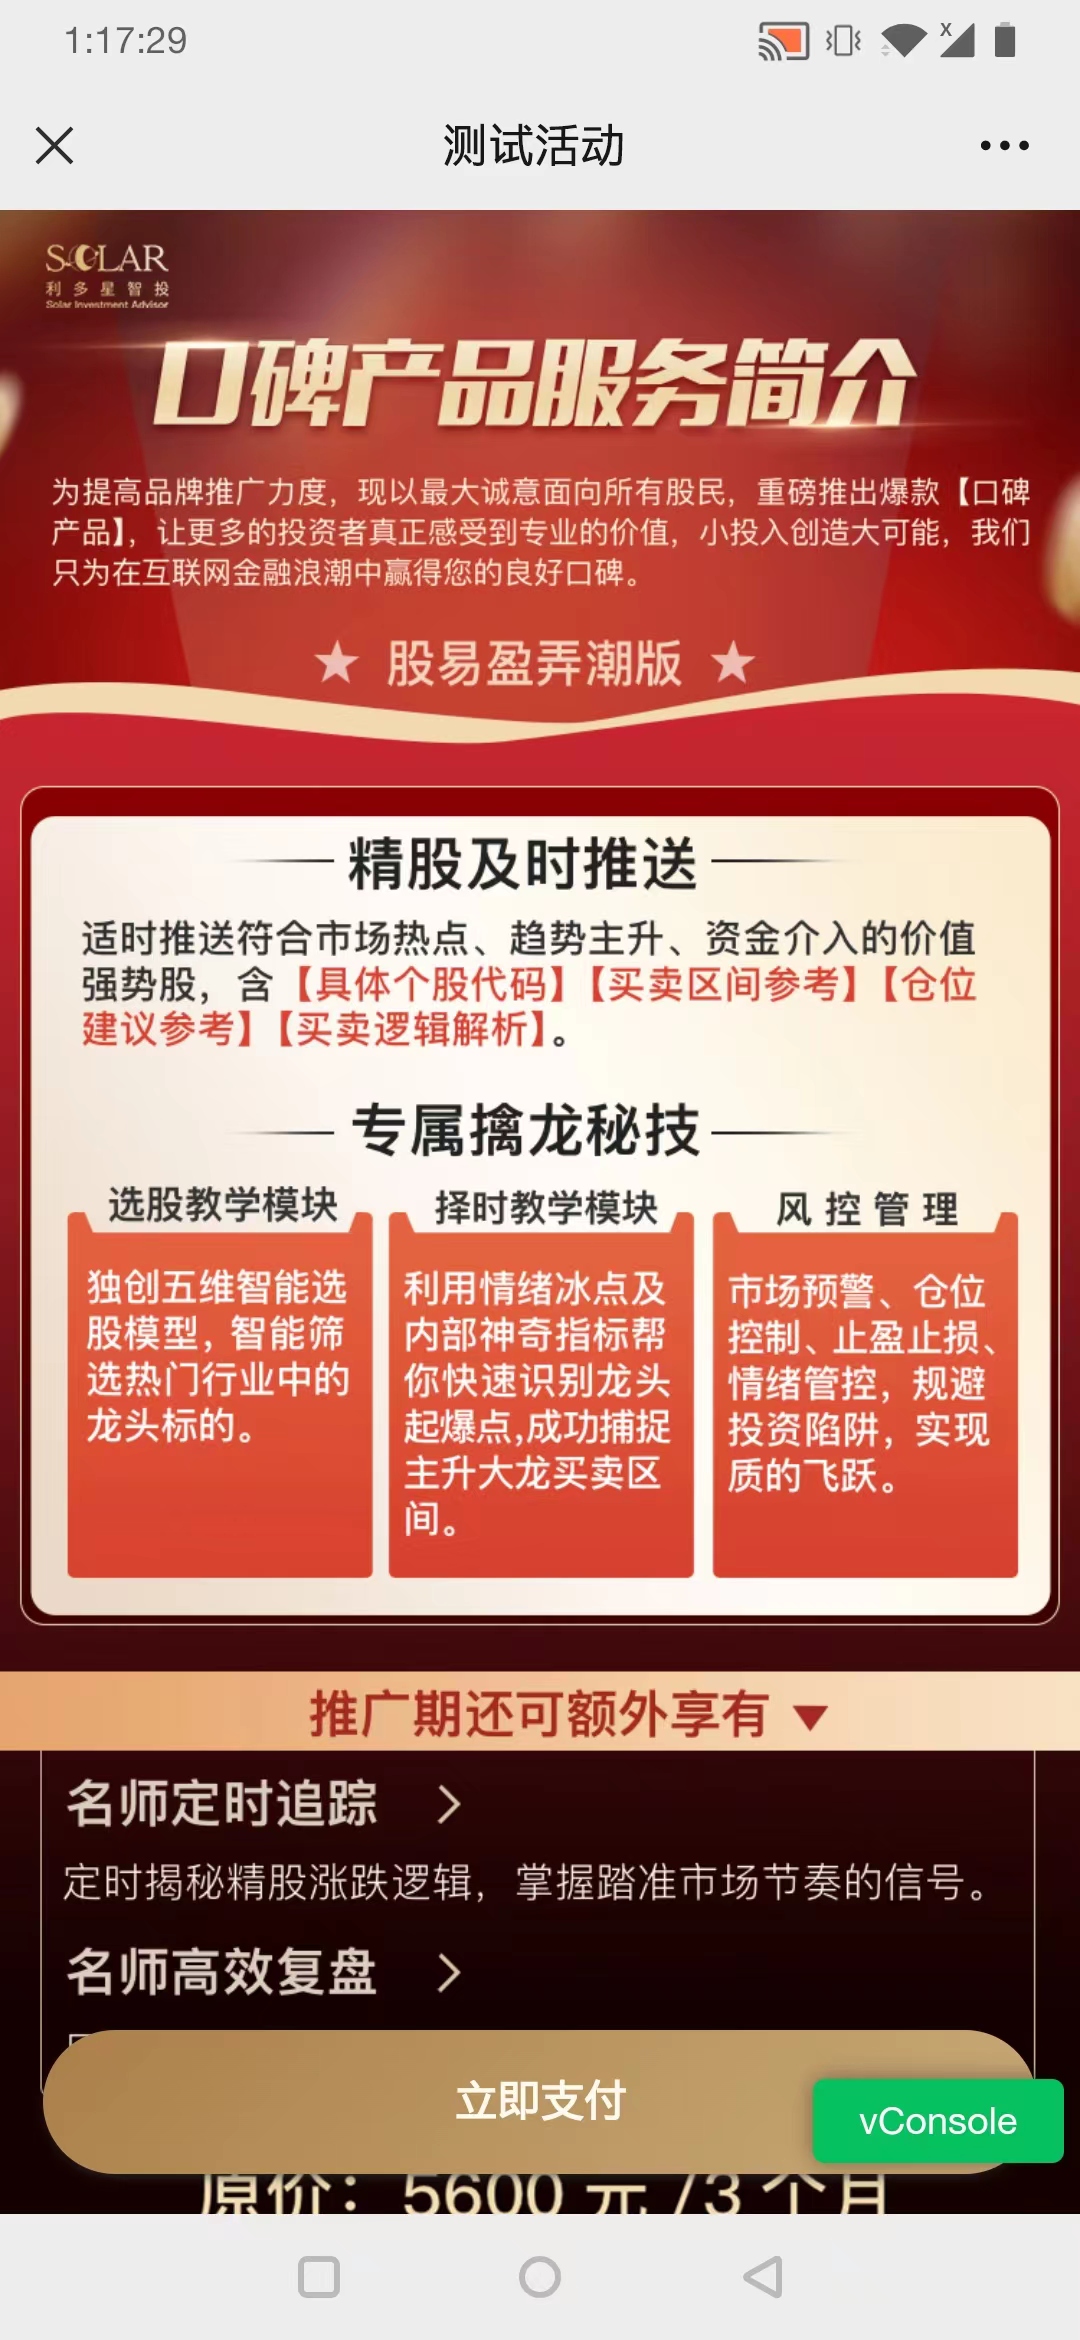 1:17:29
测试活动
SOLAR
利多星智投
Solar Investment Advisor
口碑产品服务简介
为提高品牌推广力度，现以最大诚意面向所有股民，重磅推出爆款【口碑
产品】，让更多的投资者真正感受到专业的价值，小投入创造大可能，我们
只为在互联网金融浪潮中赢得您的良好口碑。
股易盈弄潮版
精股及时推送
适时推送符合市场热点、趋势主升、资金介入的价值
强势股，含【具体个股代码】【买卖区间参考】【仓位
建议参考】【买卖逻辑解析】。
专属擒龙秘技
选股教学模块
独创五维智能选
股模型，智能筛
选热门行业中的
龙头标的。
择时教学模块
利用情绪冰点及
内部神奇指标帮
你快速识别龙头
起爆点,成功捕捉
主升大龙买卖区
间。
风控管理
市场预警、仓位
控制、止盈止损、
情绪管控，规避
投资陷阱，实现
质的飞跃。
推广期还可额外享有
名师定时追踪
定时揭秘精股涨跌逻辑，掌握踏准市场节奏的信号。
名师高效复盘
立即支付
vConsole
原价：5600 元 /3 个月